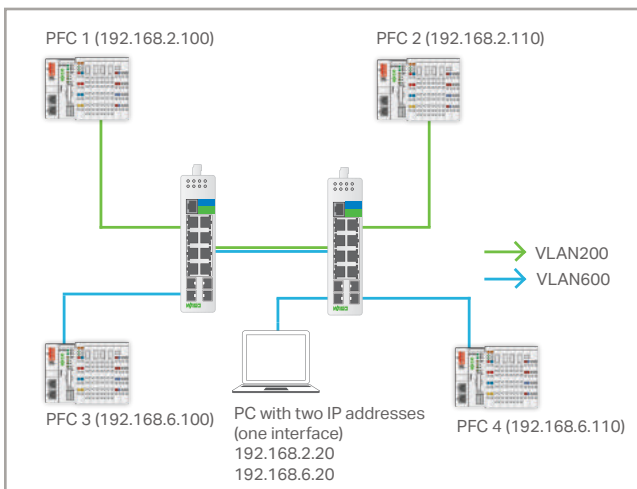 PFC 1 (192.168.2.100)
PFC 2 (192.168.2.110)
VLAN200
VLAN600
PFC 3 (192.168.6.100)
PC with two IP addresses
(one interface)
192.168.2.20
192.168.6.20
PFC 4 (192.168.6.110)